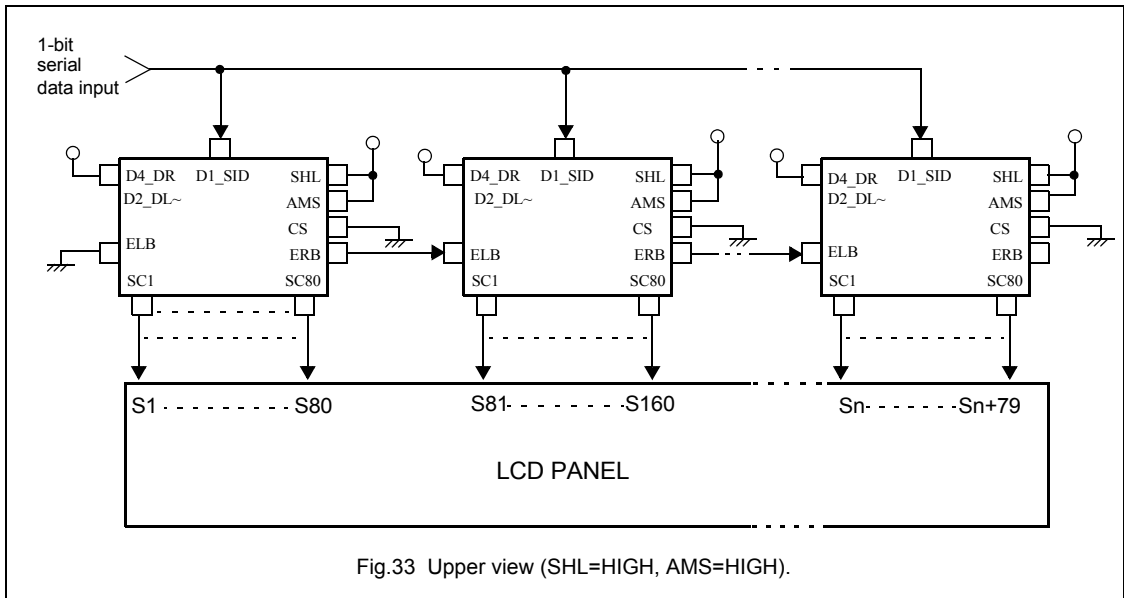 1-bit
serial
data input
D4_DR D1_SID SHL
D2_DL~ AMS
CS
ELB ERB
SC1 SC80
D4_DR D1_SID SHL
D2_DL~ AMS
CS
ELB ERB
SC1 SC80
D4_DR D1_SID SHL
D2_DL~ AMS
CS
ELB ERB
SC1 SC80
S1 S80 S81 S160 Sn Sn+79
LCD PANEL
Fig.33 Upper view (SHL=HIGH, AMS=HIGH).